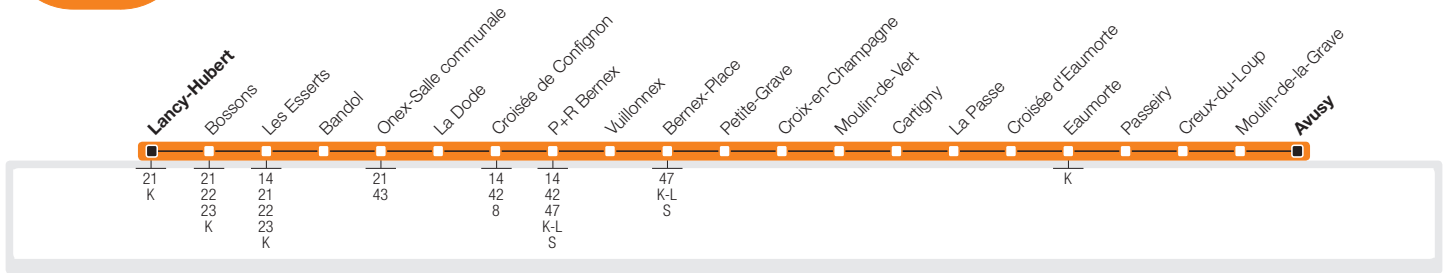 Lancy-Hubert
Bossons
Les Esserts
Bandol
Onex-Salle communale
La Dode
Croisée de Confignon
P+R Bernex
Vuillonnex
Bernex-Place
Petite-Grave
Croix-en-Champagne
Moulin-de-Vert
Cartigny
La Passe
Croisée d'Eaumorte
Eaumorte
Passeiry
Creux-du-Loup
Moulin-de-la-Grave
Avusy
21
K
21
22
23
K
14
21
22
23
K
21
43
14
42
8
14
42
47
K-L
S
47
K-L
S
K